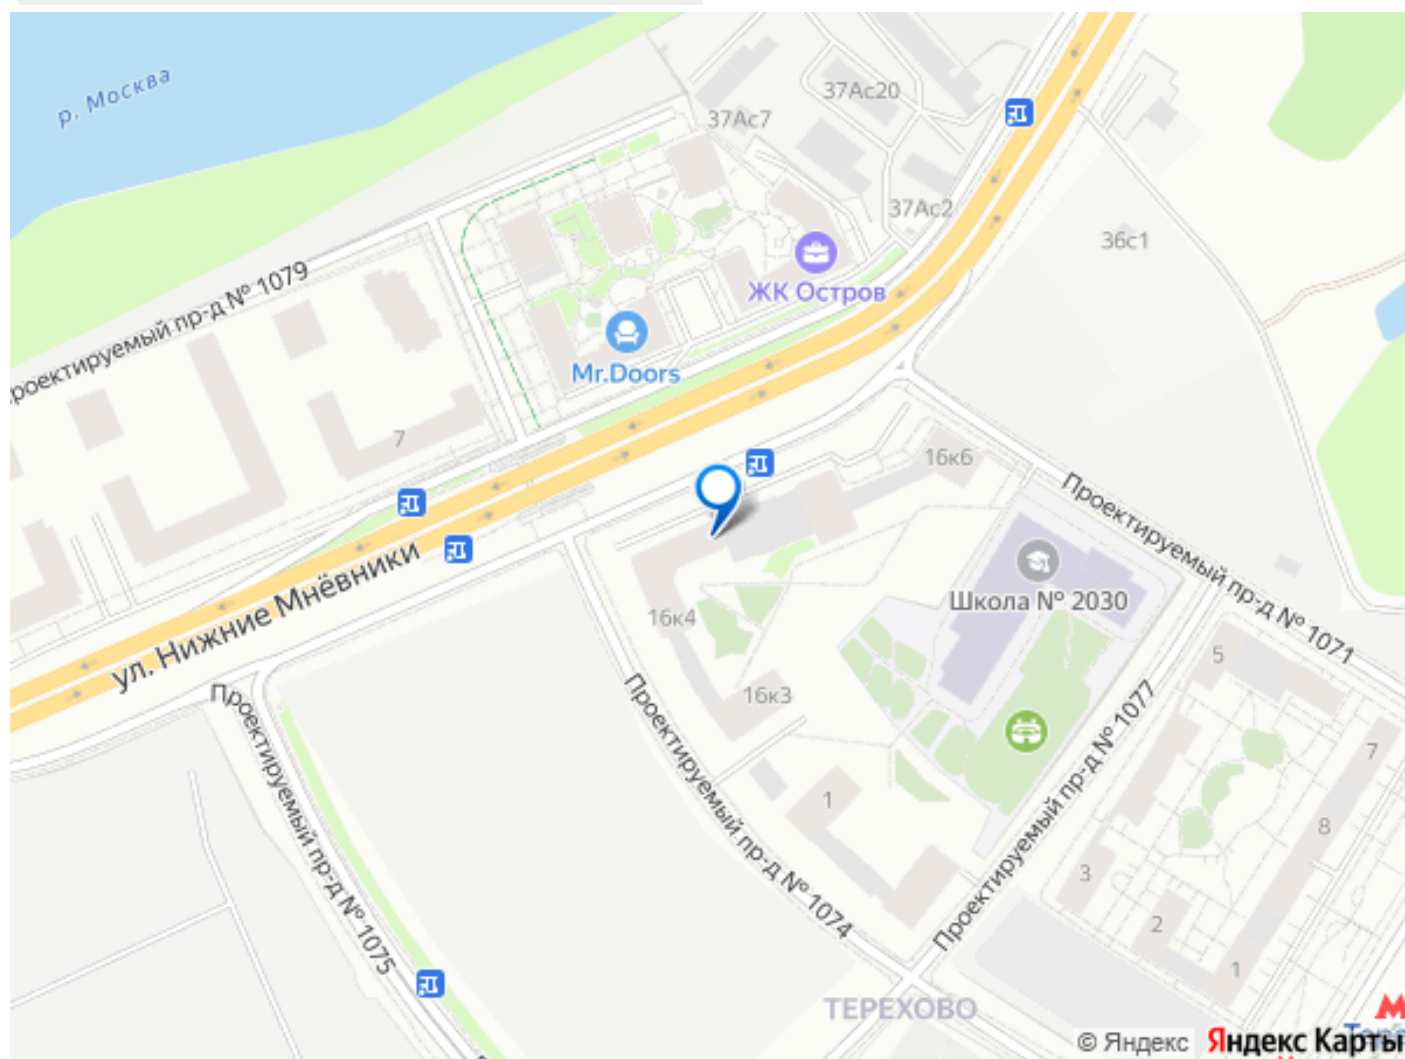 р. Москва
37Ас20
37Ас7
37Ас2
36с1
ЖК Остров
Проектируемый пр-д № 1079
Mr.Doors
7
16к6
Проектируемый пр-д № 1071
ул. Нижние Мнёвники
Школа № 2030
16к4
16к3
5
Проектируемый пр-д № 1075
Проектируемый пр-д № 1074
Проектируемый пр-д № 1077
7
1
8
3
2
1
ТЕРЕХОВО
© Яндекс
Яндекс Карты